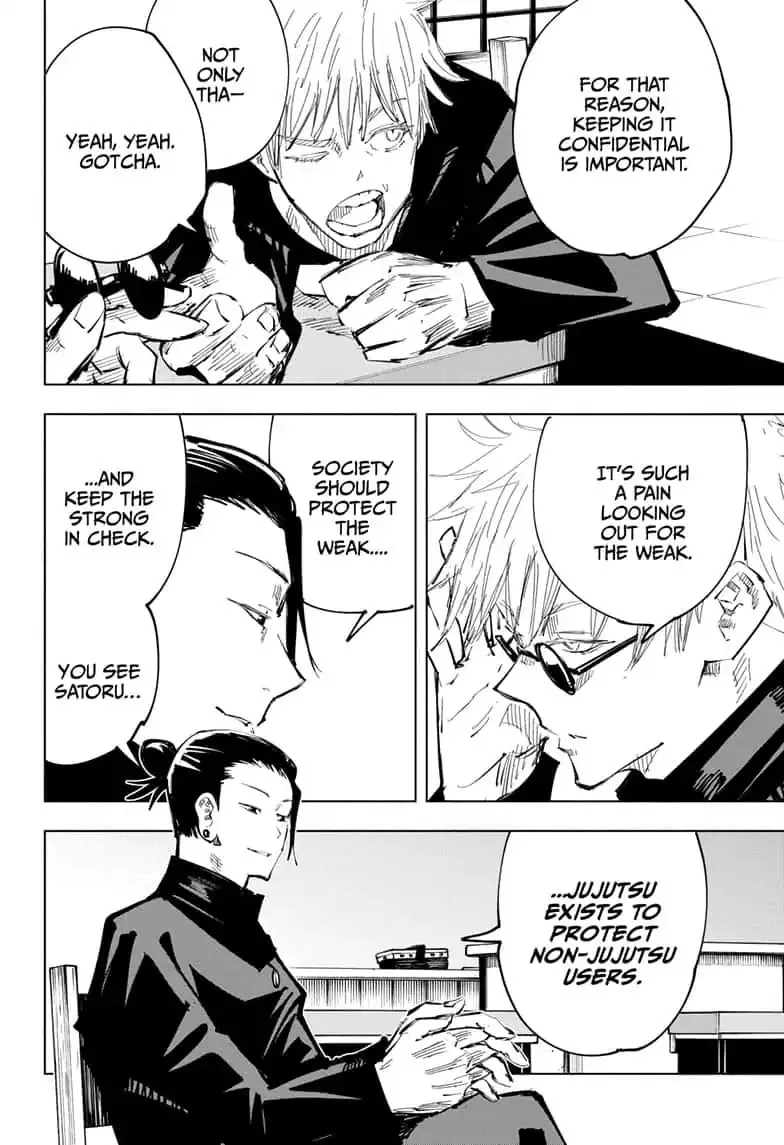 FOR THAT
REASON,
KEEPING IT
CONFIDENTIAL
IS IMPORTANT.
NOT
ONLY
THA—
YEAH, YEAH.
GOTCHA.
IT'S SUCH
A PAIN
LOOKING
OUT FOR
THE WEAK.
SOCIETY
SHOULD
PROTECT
THE
WEAK....
...AND
KEEP THE
STRONG
IN CHECK.
YOU SEE
SATORU...
...JUJUTSU
EXISTS TO
PROTECT
NON-JUJUTSU
USERS.